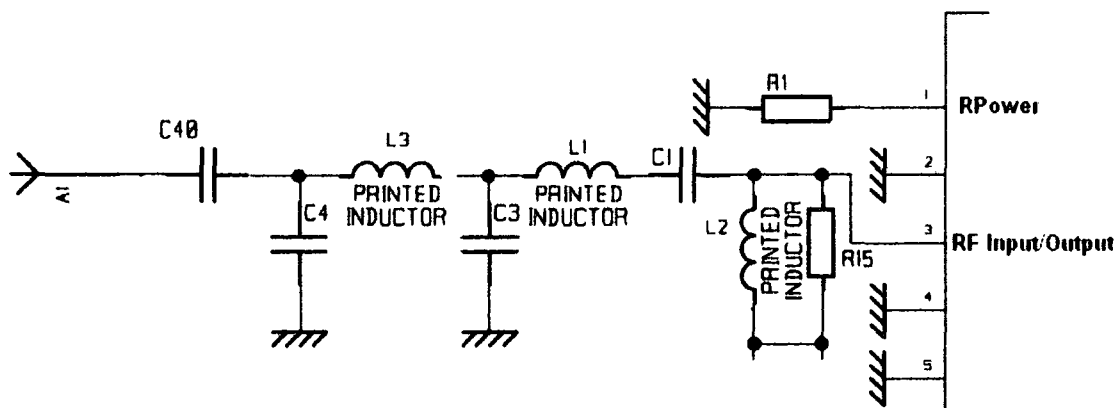 R1
1
RPower
C40
L3
L1
C1
2
A1
PRINTED
INDUCTOR
PRINTED
INDUCTOR
C4
C3
L2
PRINTED
INDUCTOR
R15
3
RF Input/Output
4
5